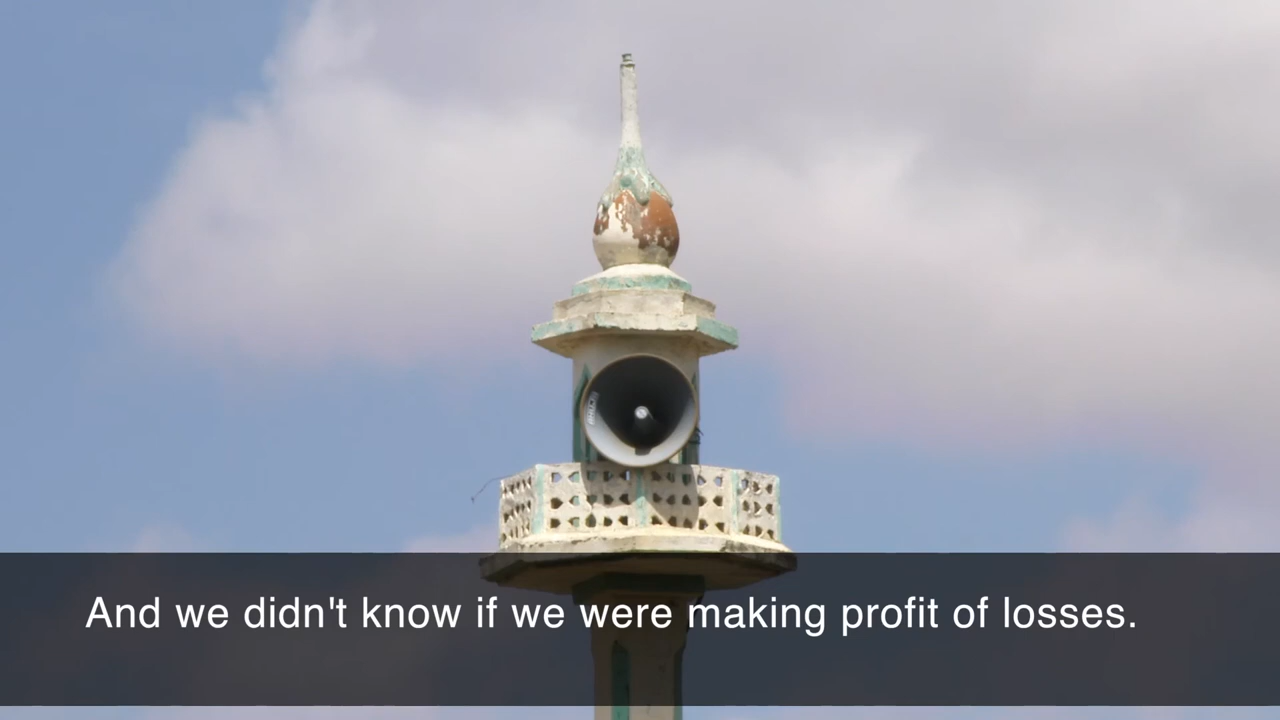 And we didn't know if we were making profit of losses.